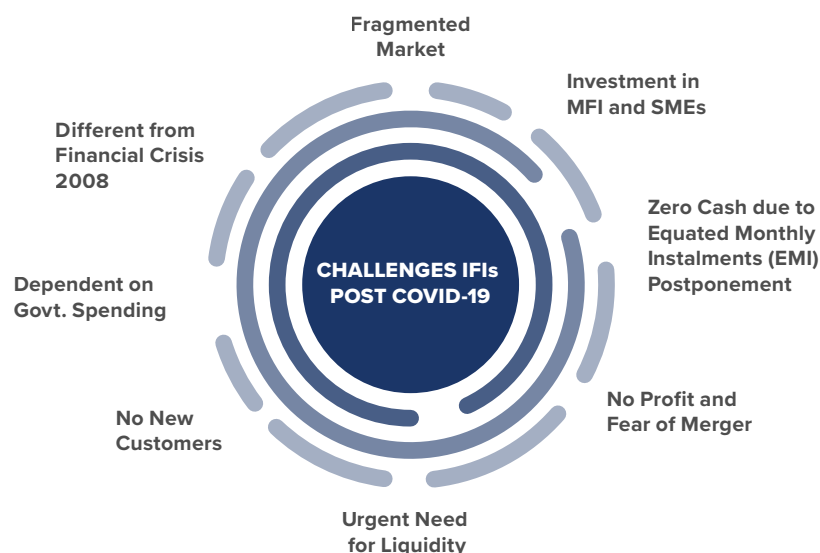 Fragmented
Market
Investment in
MFI and SMEs
Different from
Financial Crisis
2008
Zero Cash due to
Equated Monthly
Instalments (EMI)
Postponement
CHALLENGES IFIs
POST COVID-19
Dependent on
Govt. Spending
No Profit and
Fear of Merger
No New
Customers
Urgent Need
for Liquidity